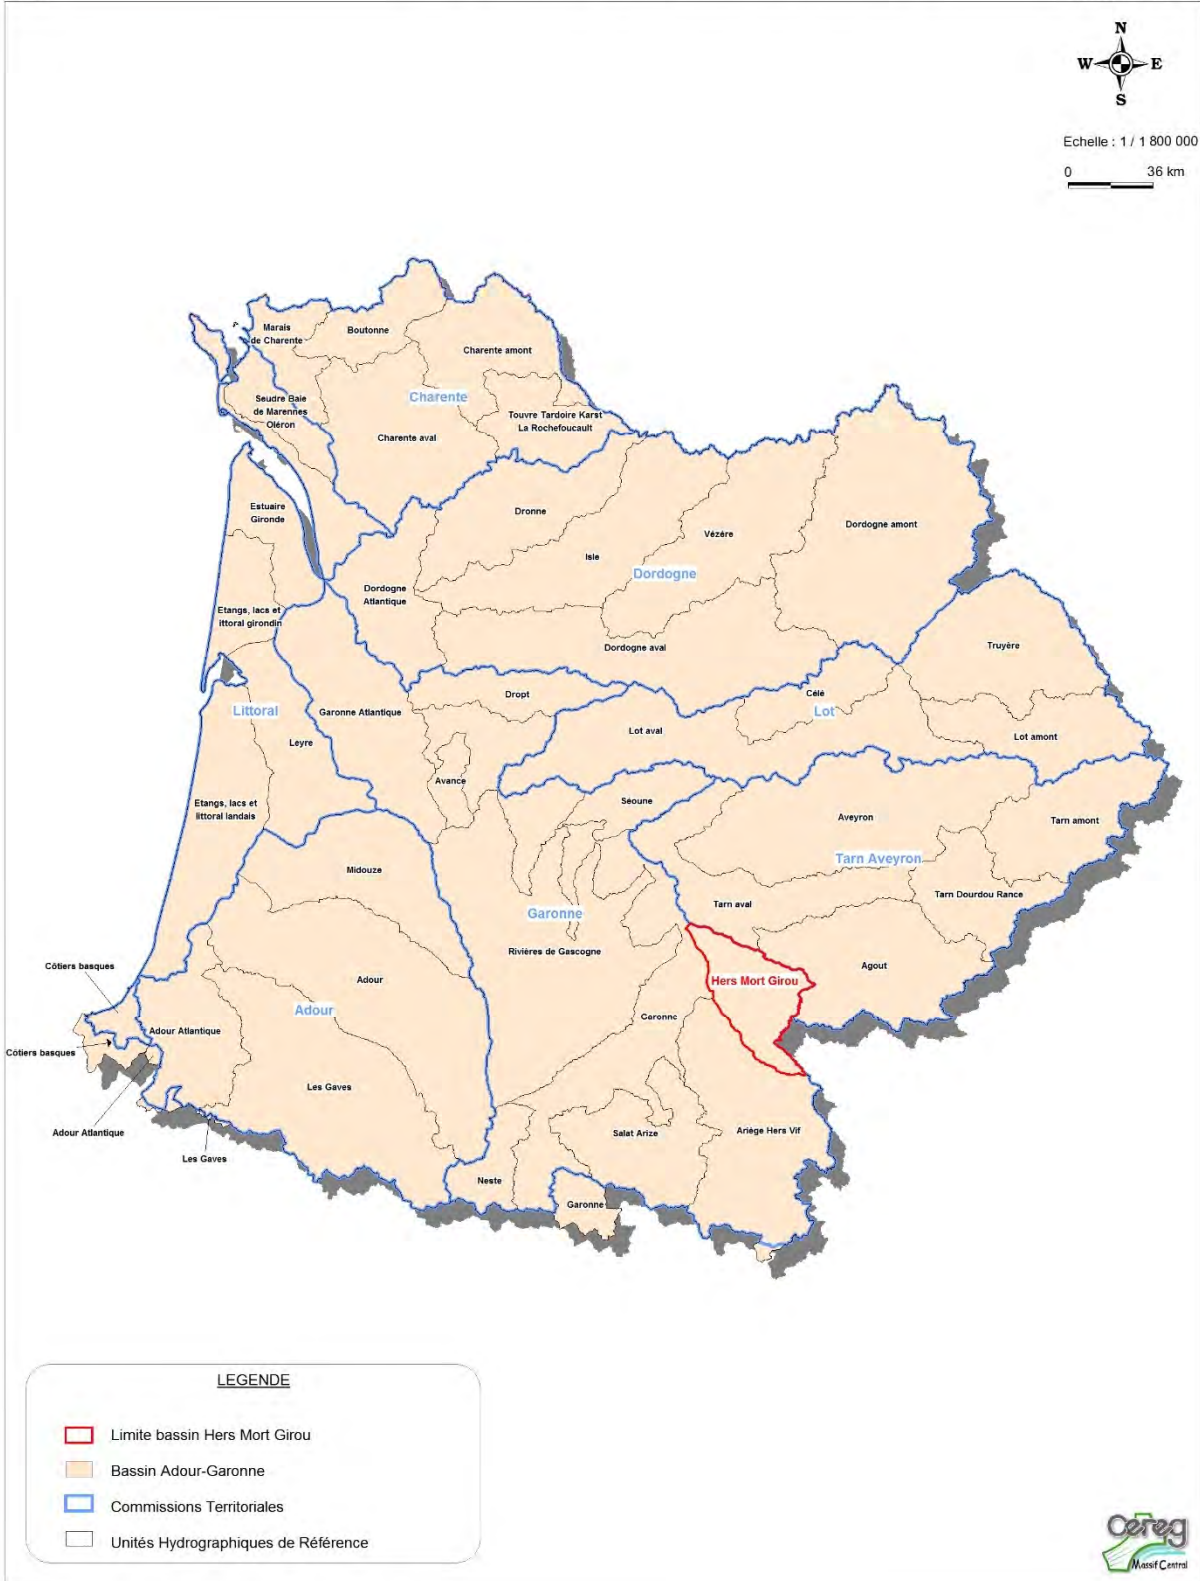 N
W E
S
Echelle : 1 / 1 800 000
0 36 km
Marais
de Charente
Boutonne
Charente amont
Seudre Baie
de Marennes
Oléron
Charente
Touvre Tardoire Karst
La Rochefoucault
Charente aval
Estuaire
Gironde
Dronne
Vézère
Dordogne amont
Isle
Dordogne
Dordogne
Atlantique
Etangs, lacs et
littoral girondin
Dordogne aval
Truyère
Dropt
Célé
Littoral
Garonne Atlantique
Lot
Leyre
Lot aval
Lot amont
Avance
Séoune
Etangs, lacs et
littoral landais
Aveyron
Tarn amont
Tarn Aveyron
Midouze
Tarn Dourdou Rance
Tarn aval
Garonne
Rivières de Gascogne
Côtiers basques
Agout
Adour
Hers Mort Girou
Adour
Garonne
Adour Atlantique
Côtiers basques
Les Gaves
Adour Atlantique
Salat Arize
Ariège Hers Vif
Les Gaves
Neste
Garonne
LEGENDE
Limite bassin Hers Mort Girou
Bassin Adour-Garonne
Commissions Territoriales
Unités Hydrographiques de Référence
Cereg
Massif Central